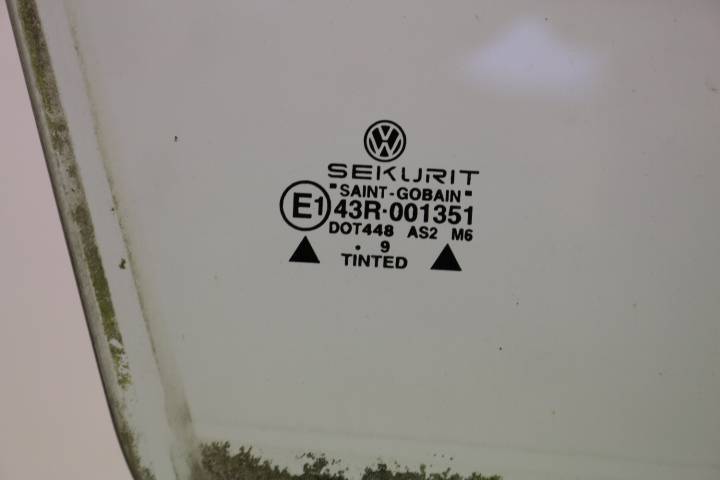 SEKURIT
"SAINT-GOBAIN"
E1 43R-001351
DOT448 AS2 M6
. 9
TINTED